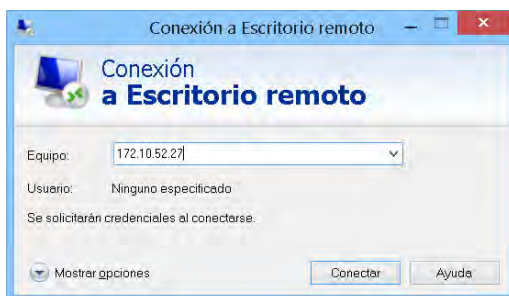 Conexión a Escritorio remoto
Conexión
a Escritorio remoto
Equipo: 172.10.52.27
Usuario: Ninguno especificado
Se solicitarán credenciales al conectarse.
Mostrar opciones Conectar Ayuda